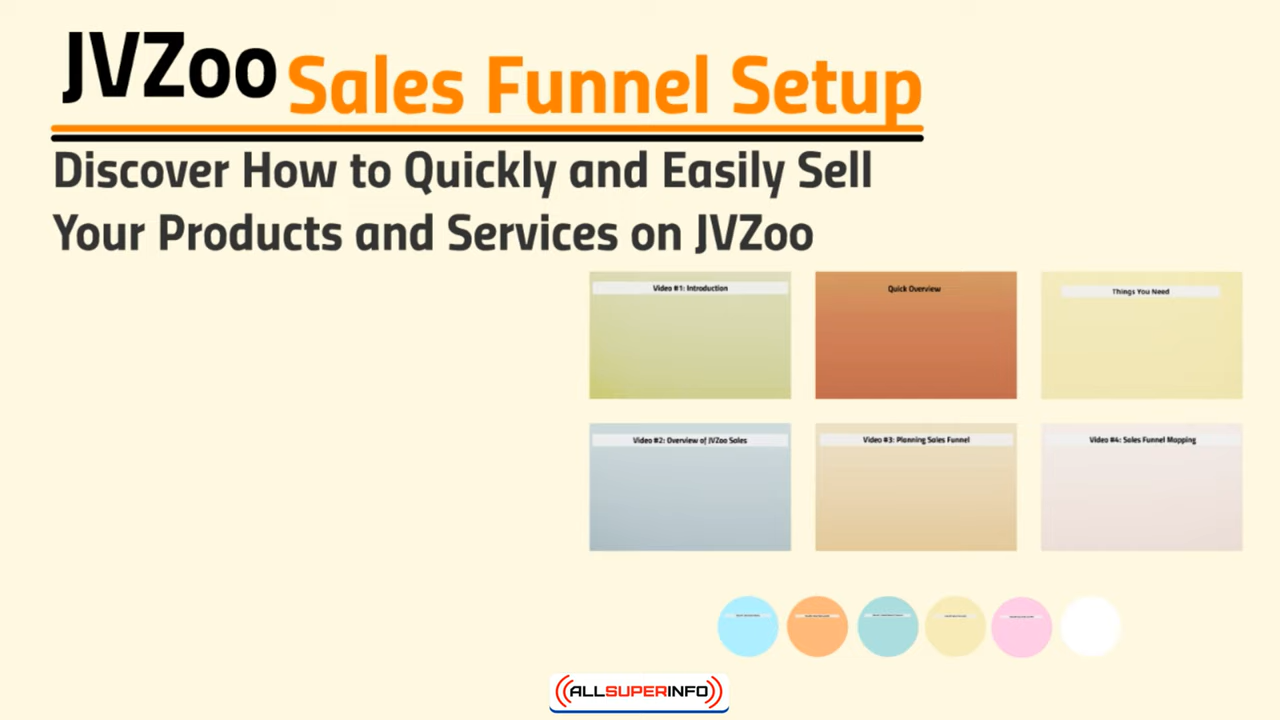 JVZoo Sales Funnel Setup
Discover How to Quickly and Easily Sell
Your Products and Services on JVZoo
Video #1: Introduction
Quick Overview
Things You Need
Video #2: Overview of JVZoo Sales
Video #3: Planning Sales Funnel
Video #4: Sales Funnel Mapping
ALLSUPERINFO